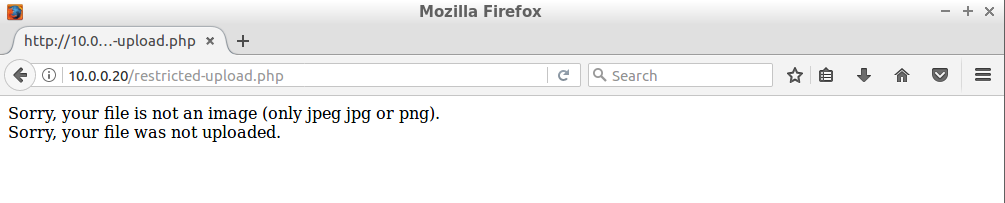 Mozilla Firefox
http://10.0...-upload.php
10.0.0.20/restricted-upload.php
Search
Sorry, your file is not an image (only jpeg jpg or png).
Sorry, your file was not uploaded.